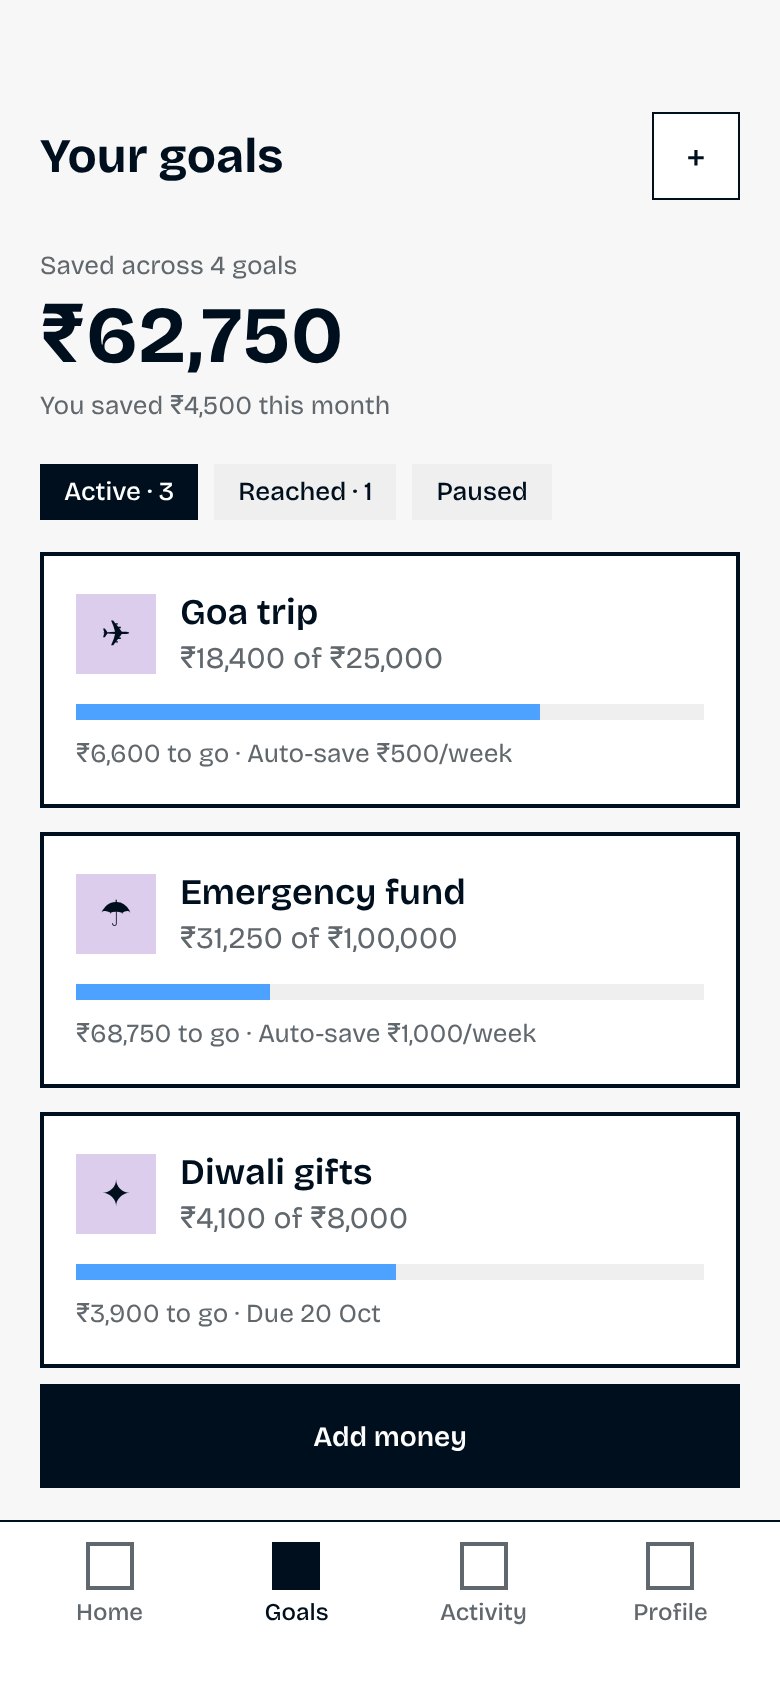 Your goals
+
Saved across 4 goals
₹62,750
You saved ₹4,500 this month
Active · 3
Reached · 1
Paused
Goa trip
₹18,400 of ₹25,000
₹6,600 to go · Auto-save ₹500/week
Emergency fund
₹31,250 of ₹1,00,000
₹68,750 to go · Auto-save ₹1,000/week
Diwali gifts
₹4,100 of ₹8,000
₹3,900 to go · Due 20 Oct
Add money
Home
Goals
Activity
Profile